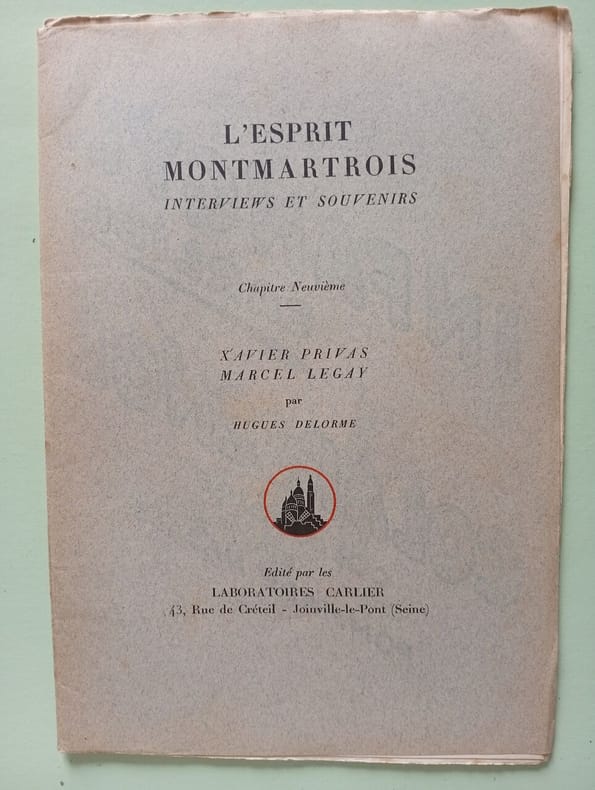 L'ESPRIT
MONTMARTROIS
INTERVIEWS ET SOUVENIRS
Chapitre Neuvième
XAVIER PRIVAS
MARCEL LEGAY
par
HUGUES DELORME
Edité par les
LABORATOIRES CARLIER
43, Rue de Créteil - Joinville-le-Pont (Seine)